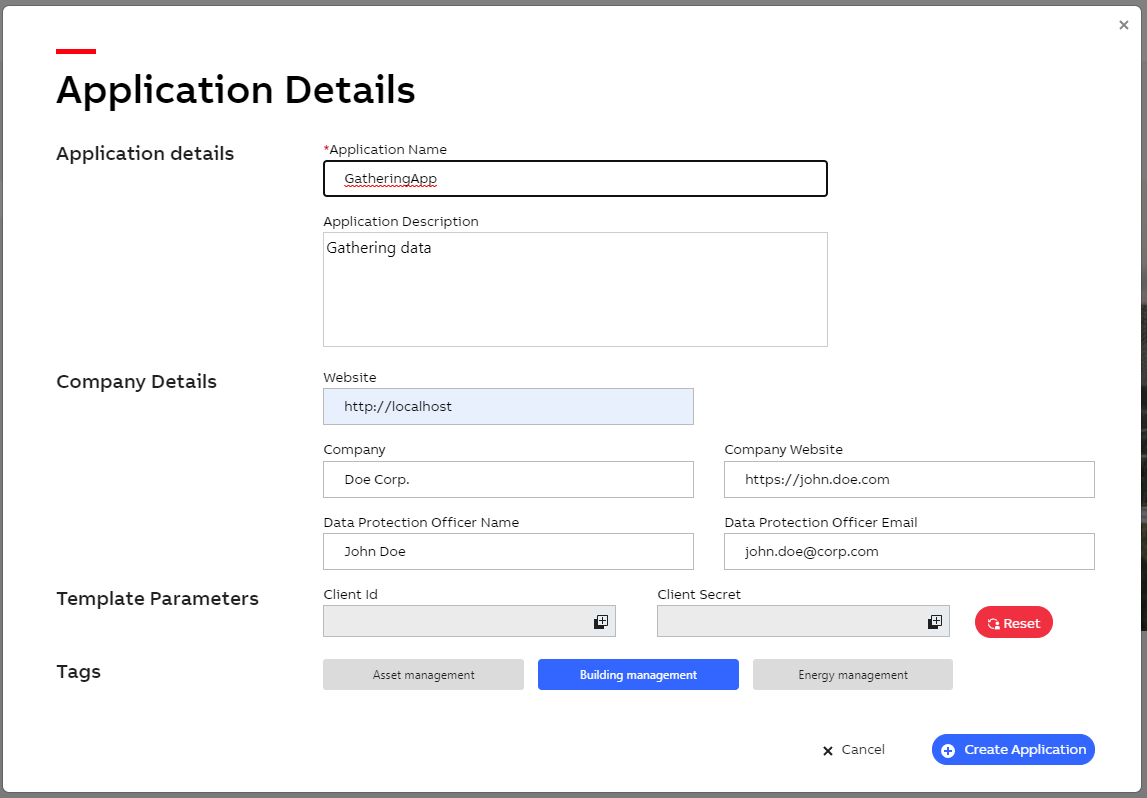 Application Details
Application details
*Application Name
GatheringApp
Application Description
Gathering data
Company Details
Website
http://localhost
Company
Company Website
Doe Corp.
https://john.doe.com
Data Protection Officer Name
Data Protection Officer Email
John Doe
john.doe@corp.com
Template Parameters
Client Id
Client Secret
Reset
Tags
Asset management
Building management
Energy management
Cancel
Create Application